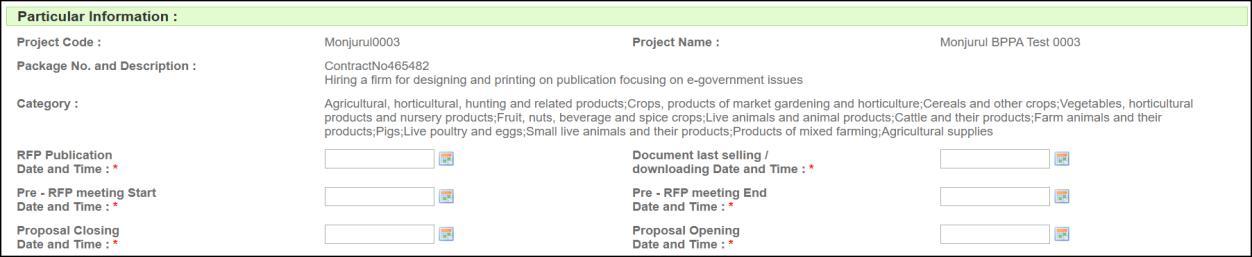 Particular Information :
Project Code : Monjurul0003 Project Name : Monjurul BPPA Test 0003
Package No. and Description : ContractNo465482
Hiring a firm for designing and printing on publication focusing on e-government issues
Category : Agricultural, horticultural, hunting and related products;Crops, products of market gardening and horticulture;Cereals and other crops;Vegetables, horticultural
products and nursery products;Fruit, nuts, beverage and spice crops;Live animals and animal products;Cattle and their products;Farm animals and their
products;Pigs;Live poultry and eggs;Small live animals and their products;Products of mixed farming;Agricultural supplies
RFP Publication
Date and Time : *
Document last selling /
downloading Date and Time : *
Pre - RFP meeting Start
Date and Time : *
Pre - RFP meeting End
Date and Time : *
Proposal Closing
Date and Time : *
Proposal Opening
Date and Time : *